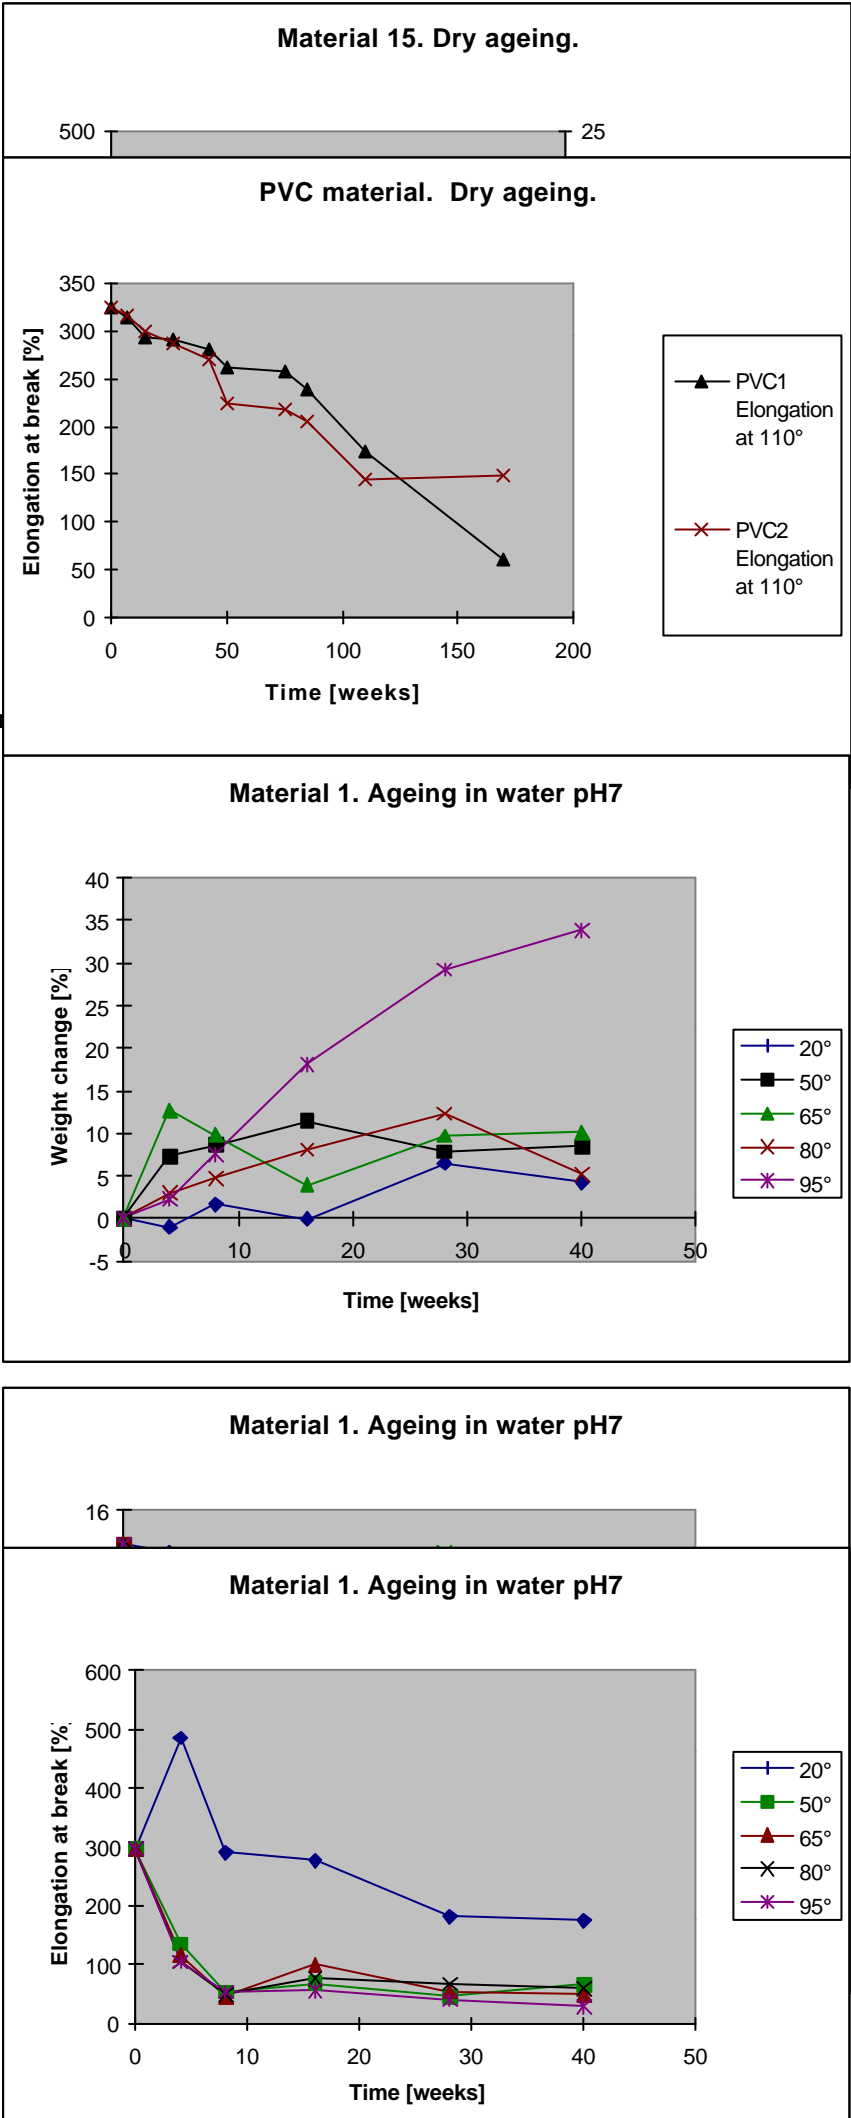 Material 15. Dry ageing.
500
25
PVC material.  Dry ageing.
350
300
250
200
150
100
50
0
Elongation at break [%]
0 50 100 150 200
Time [weeks]
PVC1
Elongation
at 110°
PVC2
Elongation
at 110°
Material 1. Ageing in water pH7
40
35
30
25
20
15
10
5
0
-5
Weight change [%]
0 10 20 30 40 50
Time [weeks]
20°
50°
65°
80°
95°
Material 1. Ageing in water pH7
16
Material 1. Ageing in water pH7
600
500
400
300
200
100
0
Elongation at break [%
0 10 20 30 40 50
Time [weeks]
20°
50°
65°
80°
95°